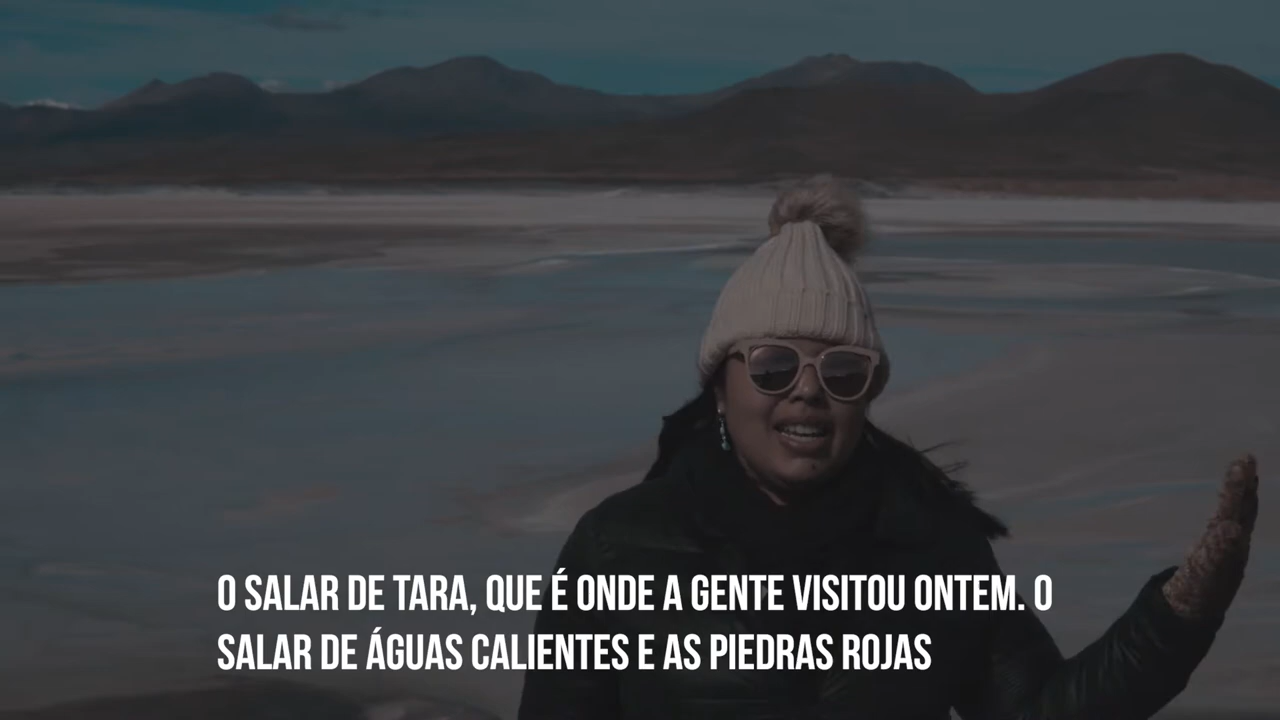 O SALAR DE TARA, QUE É ONDE A GENTE VISITOU ONTEM. O
SALAR DE ÁGUAS CALIENTES E AS PIEDRAS ROJAS